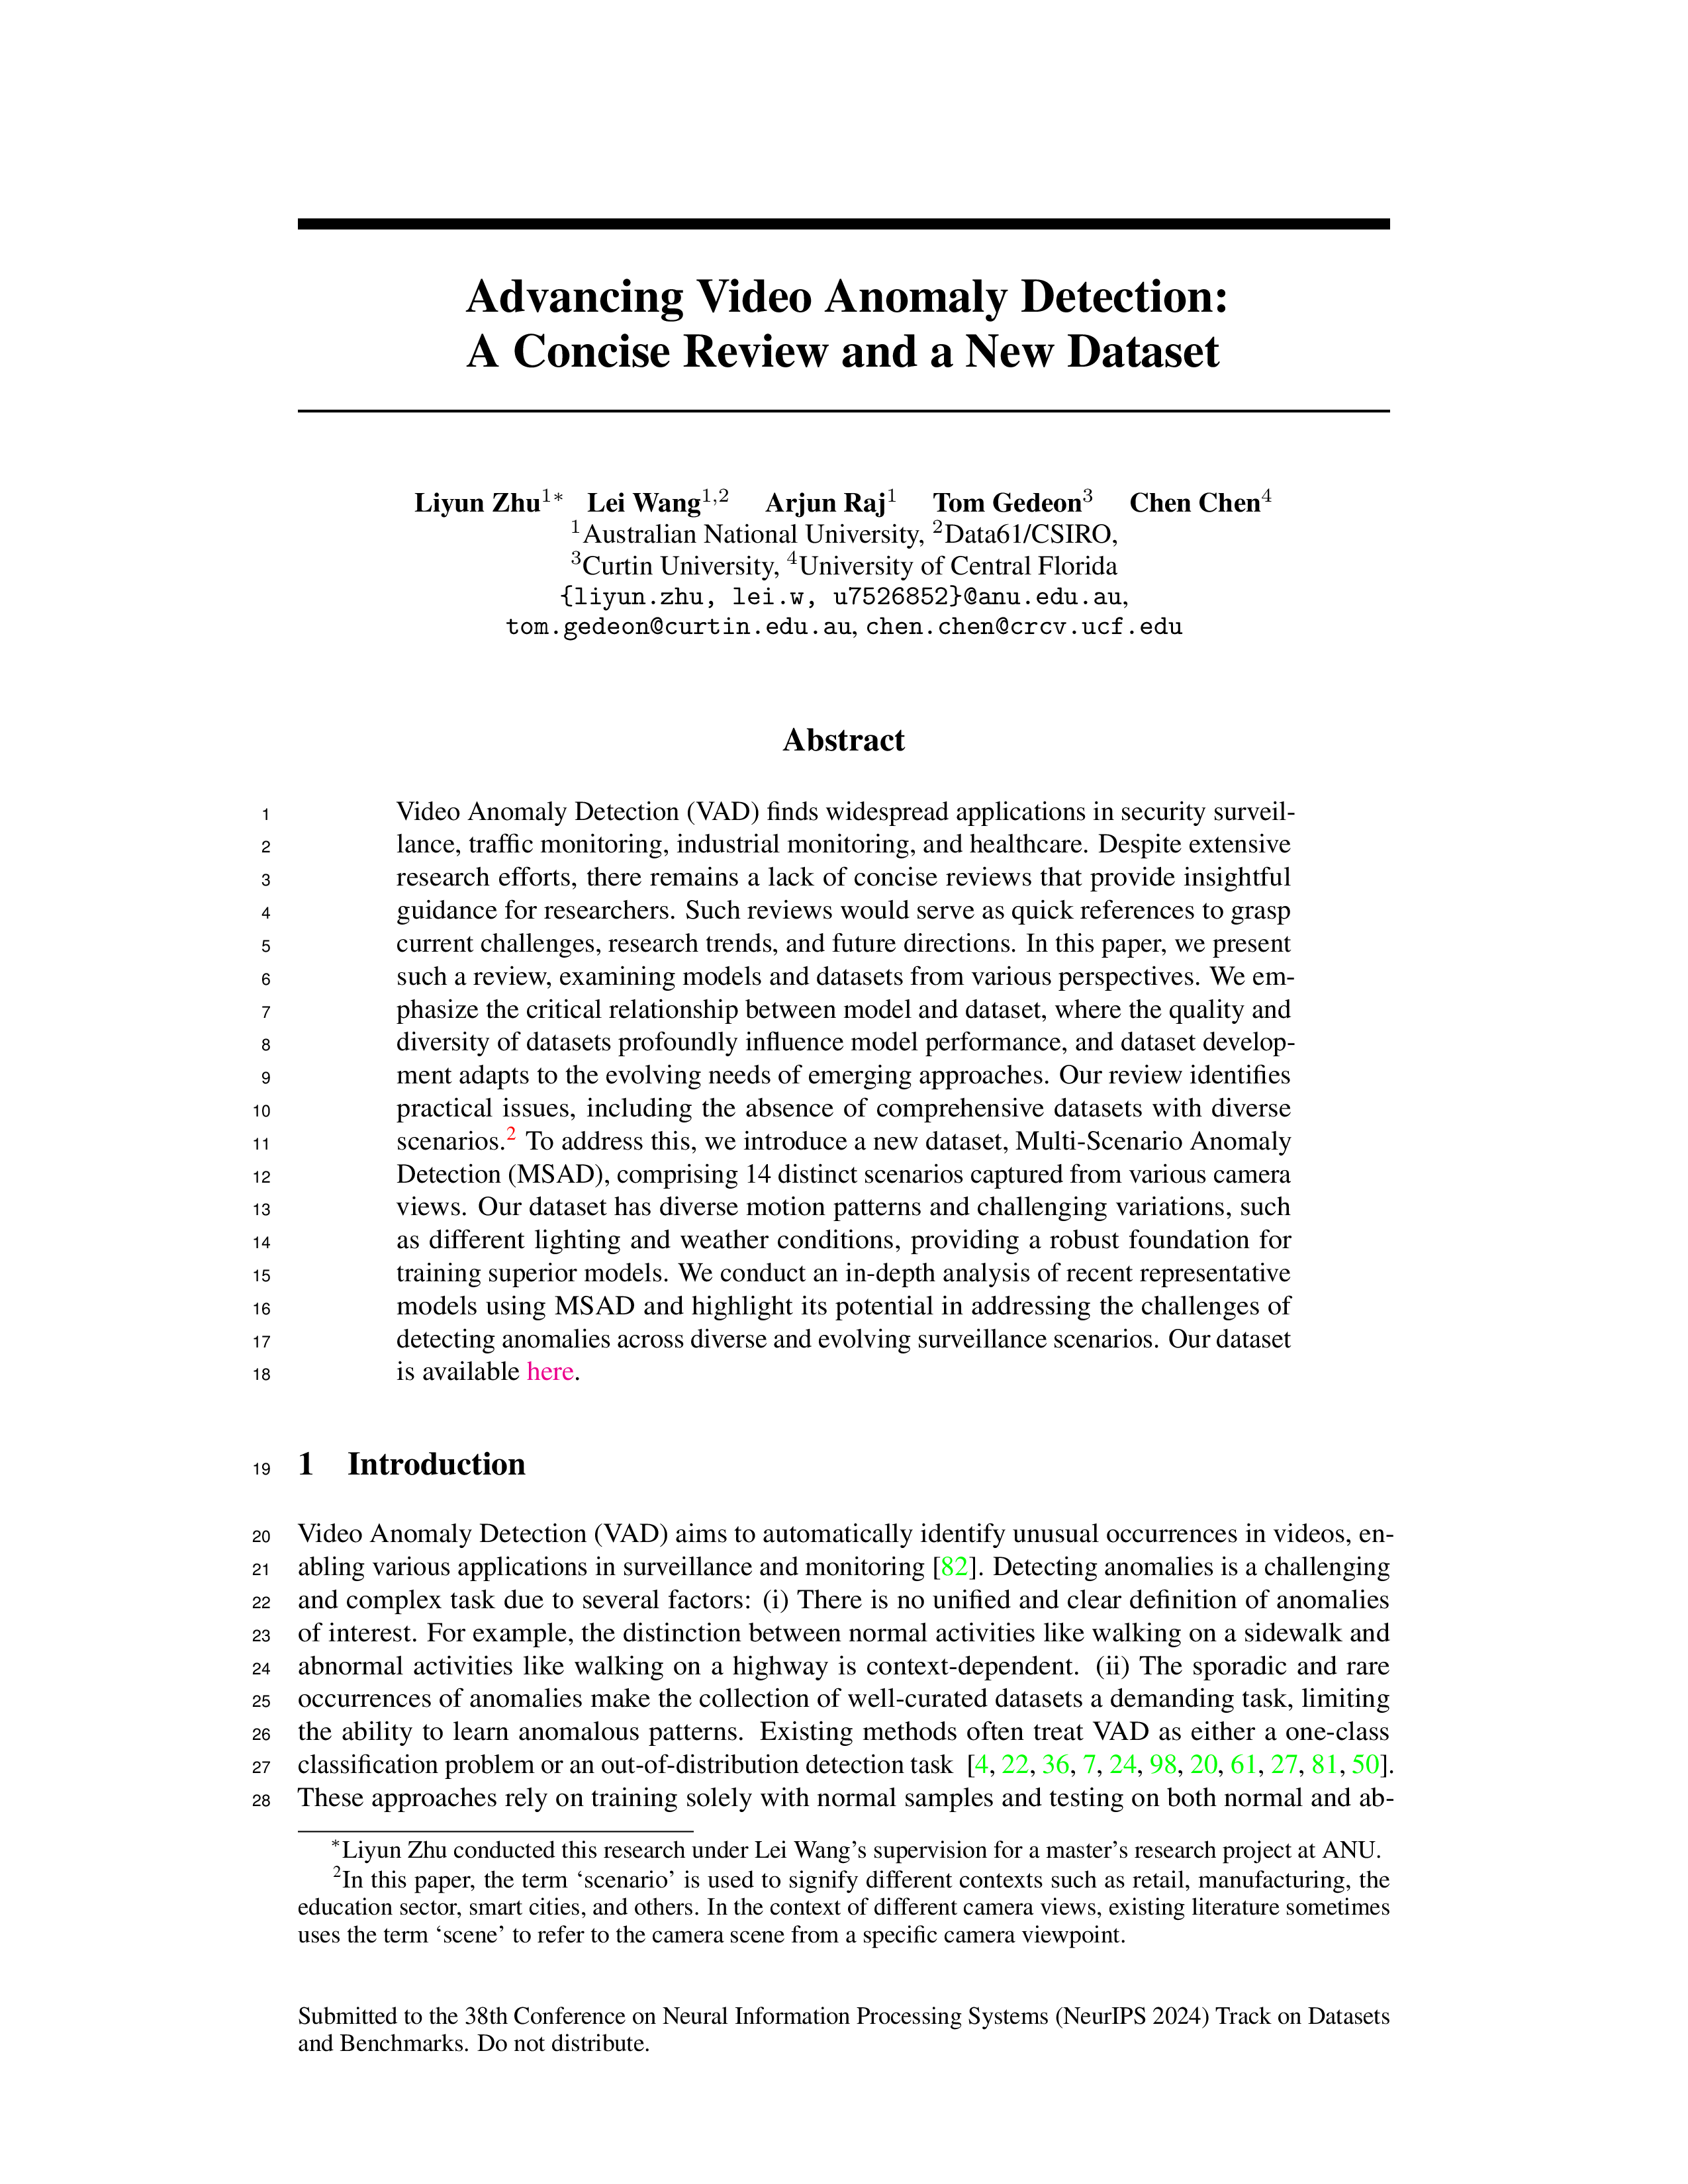 Advancing Video Anomaly Detection:
A Concise Review and a New Dataset
Liyun Zhu1* Lei Wang1,2 Arjun Raj1 Tom Gedeon3 Chen Chen4
1Australian National University, 2Data61/CSIRO,
3Curtin University, 4University of Central Florida
{liyun.zhu, lei.w, u7526852}@anu.edu.au,
tom.gedeon@curtin.edu.au, chen.chen@crcv.ucf.edu
Abstract
1 Video Anomaly Detection (VAD) finds widespread applications in security surveil-
2 lance, traffic monitoring, industrial monitoring, and healthcare. Despite extensive
3 research efforts, there remains a lack of concise reviews that provide insightful
4 guidance for researchers. Such reviews would serve as quick references to grasp
5 current challenges, research trends, and future directions. In this paper, we present
6 such a review, examining models and datasets from various perspectives. We em-
7 phasize the critical relationship between model and dataset, where the quality and
8 diversity of datasets profoundly influence model performance, and dataset develop-
9 ment adapts to the evolving needs of emerging approaches. Our review identifies
10 practical issues, including the absence of comprehensive datasets with diverse
11 scenarios.2 To address this, we introduce a new dataset, Multi-Scenario Anomaly
12 Detection (MSAD), comprising 14 distinct scenarios captured from various camera
13 views. Our dataset has diverse motion patterns and challenging variations, such
14 as different lighting and weather conditions, providing a robust foundation for
15 training superior models. We conduct an in-depth analysis of recent representative
16 models using MSAD and highlight its potential in addressing the challenges of
17 detecting anomalies across diverse and evolving surveillance scenarios. Our dataset
18 is available here.
19 1 Introduction
20 Video Anomaly Detection (VAD) aims to automatically identify unusual occurrences in videos, en-
21 abling various applications in surveillance and monitoring [82]. Detecting anomalies is a challenging
22 and complex task due to several factors: (i) There is no unified and clear definition of anomalies
23 of interest. For example, the distinction between normal activities like walking on a sidewalk and
24 abnormal activities like walking on a highway is context-dependent. (ii) The sporadic and rare
25 occurrences of anomalies make the collection of well-curated datasets a demanding task, limiting
26 the ability to learn anomalous patterns. Existing methods often treat VAD as either a one-class
27 classification problem or an out-of-distribution detection task [4, 22, 36, 7, 24, 98, 20, 61, 27, 81, 50].
28 These approaches rely on training solely with normal samples and testing on both normal and ab-
*Liyun Zhu conducted this research under Lei Wang's supervision for a master's research project at ANU.
2In this paper, the term ‘scenario’ is used to signify different contexts such as retail, manufacturing, the
education sector, smart cities, and others. In the context of different camera views, existing literature sometimes
uses the term ‘scene’ to refer to the camera scene from a specific camera viewpoint.
Submitted to the 38th Conference on Neural Information Processing Systems (NeurIPS 2024) Track on Datasets
and Benchmarks. Do not distribute.